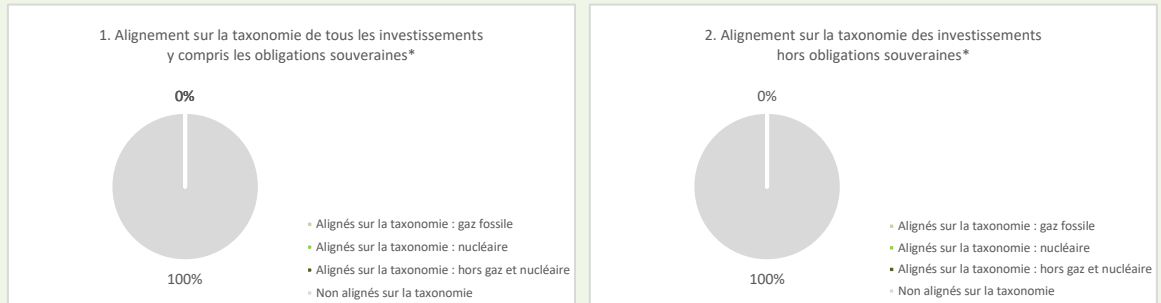 1. Alignement sur la taxonomie de tous les investissements
y compris les obligations souveraines*
0%
100%
Alignés sur la taxonomie : gaz fossile
Alignés sur la taxonomie : nucléaire
Alignés sur la taxonomie : hors gaz et nucléaire
Non alignés sur la taxonomie
2. Alignement sur la taxonomie des investissements
hors obligations souveraines*
0%
100%
Alignés sur la taxonomie : gaz fossile
Alignés sur la taxonomie : nucléaire
Alignés sur la taxonomie : hors gaz et nucléaire
Non alignés sur la taxonomie